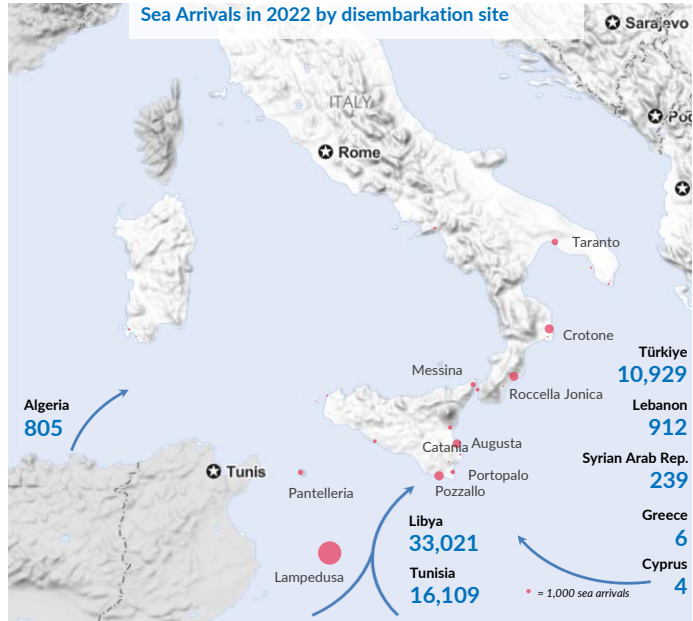 Sea Arrivals in 2022 by disembarkation site
Sarajevo
ITALY
Rome
Taranto
Crotone
Türkiye
10,929
Messina
Roccella Jonica
Algeria
805
Lebanon
912
Catania
Augusta
Syrian Arab Rep.
239
Tunis
Portopalo
Pantelleria
Pozzallo
Libya
33,021
Greece
6
Lampedusa
Tunisia
16,109
Cyprus
4
= 1,000 sea arrivals